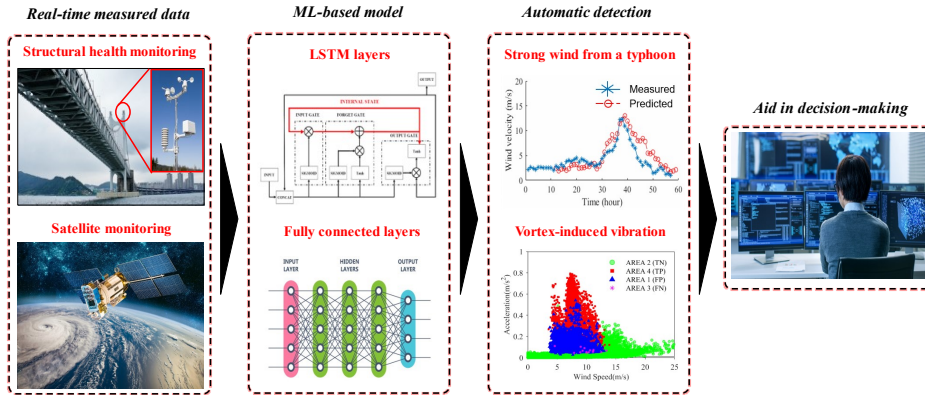 Real-time measured data
Structural health monitoring
Satellite monitoring
ML-based model
LSTM layers
OUTPUT
INTERNAL STATE
INPUT GATE
FORGET GATE
OUTPUT GATE
Tanh
SIGMOID
SIGMOID
Tanh
SIGMOID
INPUT
CONCAT
Fully connected layers
INPUT LAYER
HIDDEN LAYERS
OUTPUT LAYER
Automatic detection
Strong wind from a typhoon
Wind velocity (m/s)
20
15
10
5
0
Measured
Predicted
0 10 20 30 40 50 60
Time (hour)
Vortex-induced vibration
Acceleration(m/s²)
1
0.8
0.6
0.4
0.2
0
AREA 2 (TN)
AREA 4 (TP)
AREA 1 (FP)
AREA 3 (FN)
0 5 10 15 20 25
Wind Speed(m/s)
Aid in decision-making